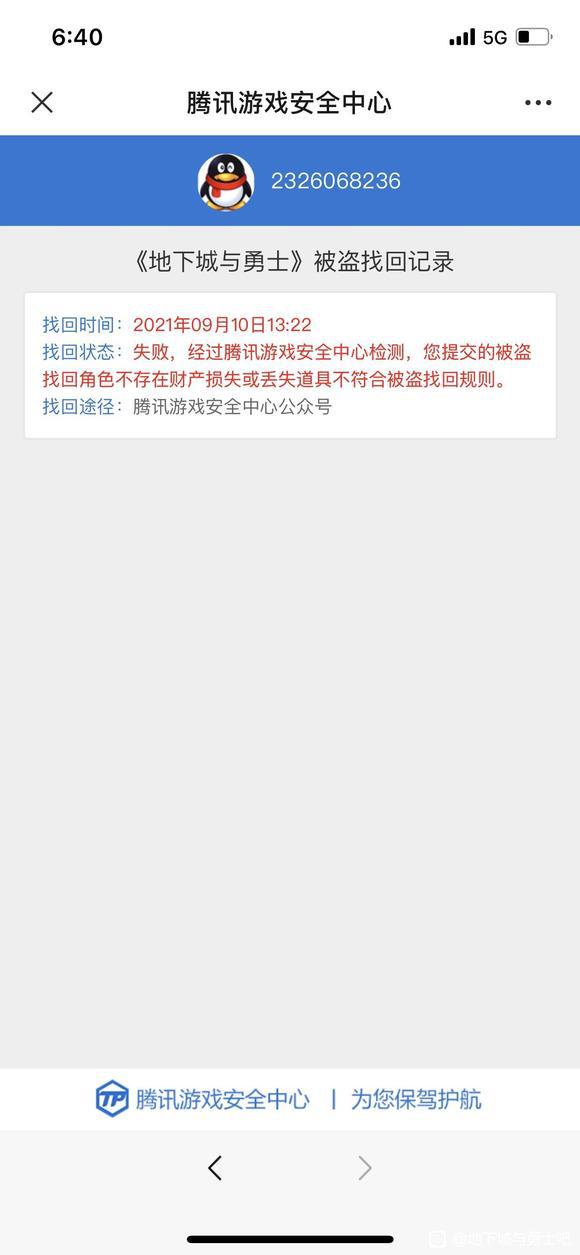 6:40
5G
腾讯游戏安全中心
2326068236
《地下城与勇士》被盗找回记录
找回时间：2021年09月10日13:22
找回状态：失败，经过腾讯游戏安全中心检测，您提交的被盗
找回角色不存在财产损失或丢失道具不符合被盗找回规则。
找回途径：腾讯游戏安全中心公众号
TP 腾讯游戏安全中心 | 为您保驾护航
@地下城与勇士吧